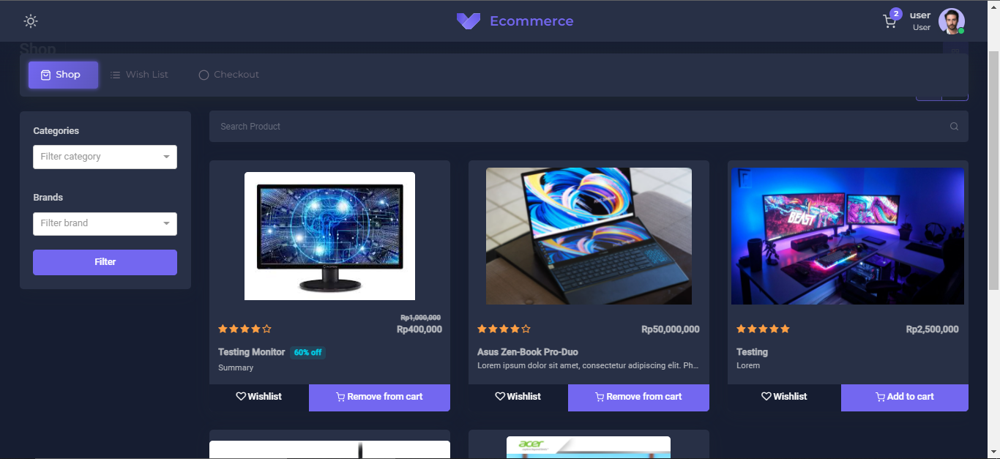 Ecommerce
2
user
User
Shop
Shop
Wish List
Checkout
Categories
Filter category
Brands
Filter brand
Filter
Search Product
BEAST
Rp1,000,000
Rp400,000
Testing Monitor
60% off
Summary
Wishlist
Remove from cart
Rp50,000,000
Asus Zen-Book Pro-Duo
Lorem ipsum dolor sit amet, consectetur adipiscing elit. Ph...
Wishlist
Remove from cart
Rp2,500,000
Testing
Lorem
Wishlist
Add to cart
acer